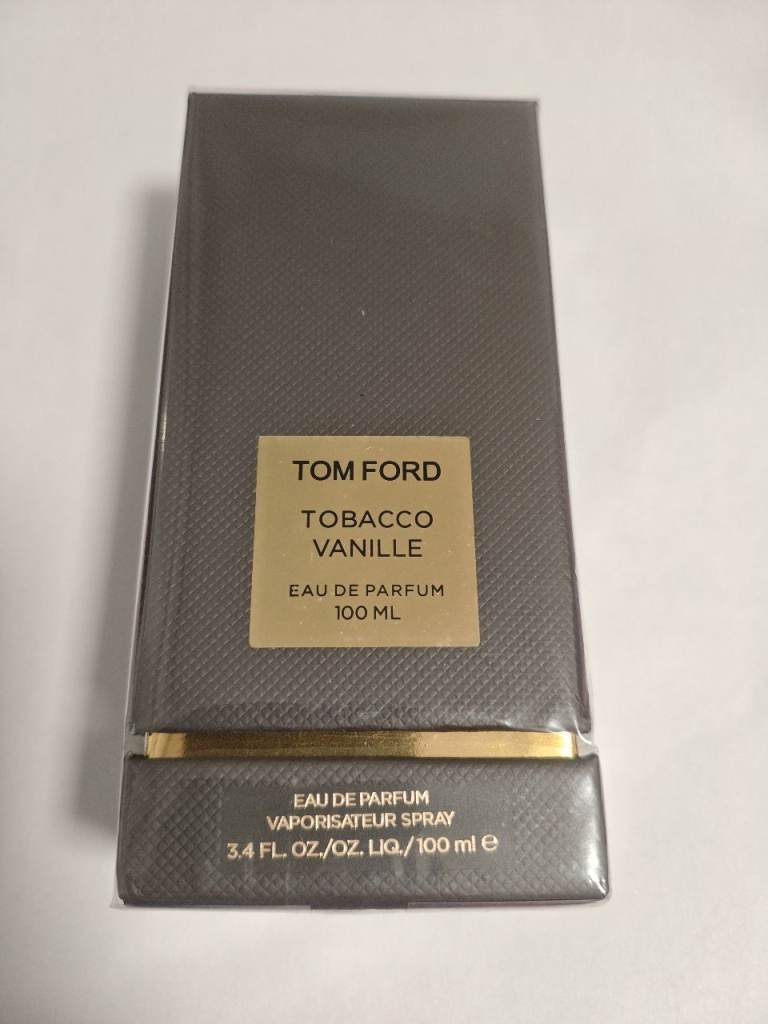 TOM FORD
TOBACCO
VANILLE
EAU DE PARFUM
100 ML
EAU DE PARFUM
VAPORISATEUR SPRAY
3.4 FL. OZ./OZ. LIQ./100 ml ℮